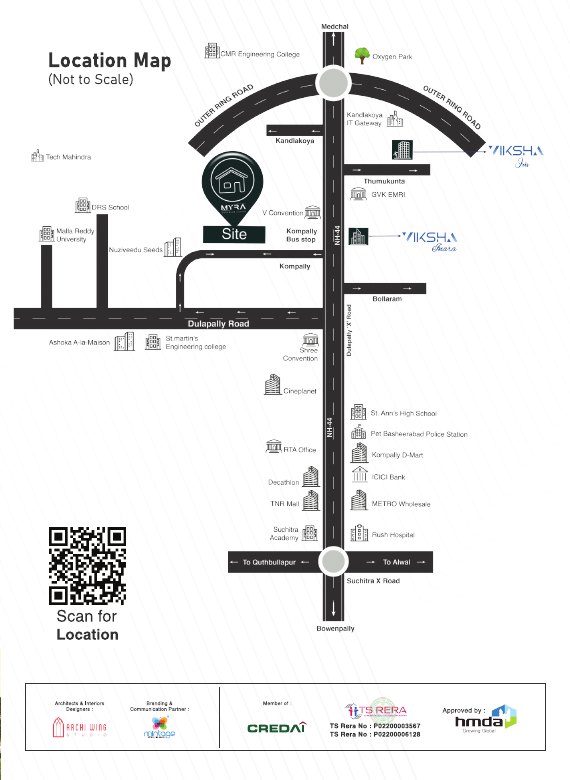 Medchal
Location Map
(Not to Scale)
CMR Engineering College
Oxygen Park
OUTER RING ROAD
OUTER RING ROAD
Kandlakoya
IT Gateway
Kandlakoya
VIKSHA
Iris
Tech Mahindra
Thumukunta
GVK EMRI
MYRA
Site
DRS School
V Convention
Malla Reddy
University
Kompally
Bus stop
NH-44
VIKSHA
Nuziveedu Seeds
Kompally
Bollaram
Dulapally Road
Dulapally 'X' Road
Ashoka A-la-Maison
St.martin's
Engineering college
Shree
Convention
Cineplanet
NH-44
St. Ann's High School
Pet Basheerabad Police Station
RTA Office
Kompally D-Mart
Decathlon
ICICI Bank
TNR Mall
METRO Wholesale
Suchitra
Academy
Rush Hospital
To Quthbullapur
To Alwal
Suchitra X Road
Bowenpally
Scan for
Location
Architects & Interiors
Designers :
ARCHI WING
STUDIO
Branding &
Communication Partner :
Member of :
CREDAI
TS RERA
TS Rera No : P02200003567
TS Rera No : P02200006128
Approved by :
hmda
Growing Global